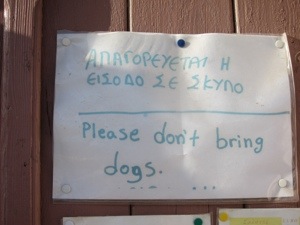 ΑΠΑΓΟΡΕΥΕΤΑΙ Η
ΕΙΣΟΔΟ ΣΕ ΣΚΥΛΟ
Please don't bring
dogs.